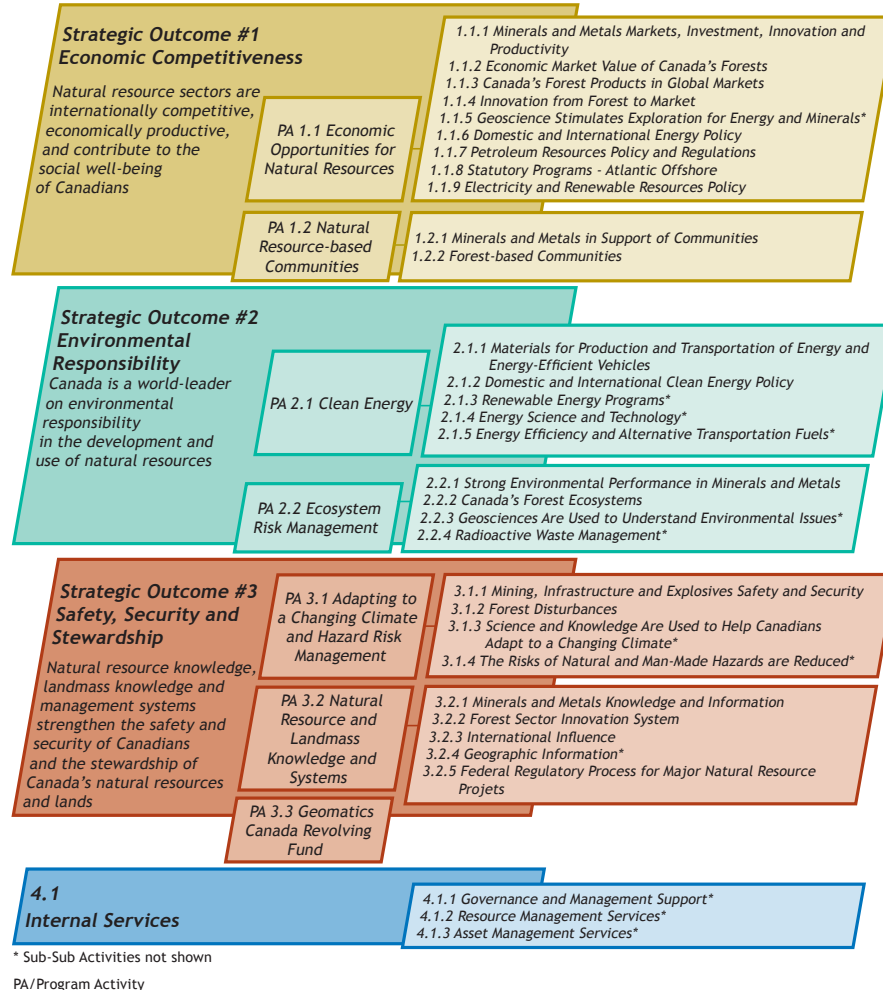 Strategic Outcome #1
Economic Competitiveness
Natural resource sectors are
internationally competitive,
economically productive,
and contribute to the
social well-being
of Canadians
PA 1.1 Economic
Opportunities for
Natural Resources
1.1.1 Minerals and Metals Markets, Investment, Innovation and
Productivity
1.1.2 Economic Market Value of Canada's Forests
1.1.3 Canada's Forest Products in Global Markets
1.1.4 Innovation from Forest to Market
1.1.5 Geoscience Stimulates Exploration for Energy and Minerals*
1.1.6 Domestic and International Energy Policy
1.1.7 Petroleum Resources Policy and Regulations
1.1.8 Statutory Programs - Atlantic Offshore
1.1.9 Electricity and Renewable Resources Policy
PA 1.2 Natural
Resource-based
Communities
1.2.1 Minerals and Metals in Support of Communities
1.2.2 Forest-based Communities
Strategic Outcome #2
Environmental
Responsibility
Canada is a world-leader
on environmental
responsibility
in the development and
use of natural resources
PA 2.1 Clean Energy
2.1.1 Materials for Production and Transportation of Energy and
Energy-Efficient Vehicles
2.1.2 Domestic and International Clean Energy Policy
2.1.3 Renewable Energy Programs*
2.1.4 Energy Science and Technology*
2.1.5 Energy Efficiency and Alternative Transportation Fuels*
PA 2.2 Ecosystem
Risk Management
2.2.1 Strong Environmental Performance in Minerals and Metals
2.2.2 Canada's Forest Ecosystems
2.2.3 Geosciences Are Used to Understand Environmental Issues*
2.2.4 Radioactive Waste Management*
Strategic Outcome #3
Safety, Security and
Stewardship
Natural resource knowledge,
landmass knowledge and
management systems
strengthen the safety and
security of Canadians
and the stewardship of
Canada's natural resources
and lands
PA 3.1 Adapting to
a Changing Climate
and Hazard Risk
Management
3.1.1 Mining, Infrastructure and Explosives Safety and Security
3.1.2 Forest Disturbances
3.1.3 Science and Knowledge Are Used to Help Canadians
Adapt to a Changing Climate*
3.1.4 The Risks of Natural and Man-Made Hazards are Reduced*
PA 3.2 Natural
Resource and
Landmass
Knowledge and
Systems
3.2.1 Minerals and Metals Knowledge and Information
3.2.2 Forest Sector Innovation System
3.2.3 International Influence
3.2.4 Geographic Information*
3.2.5 Federal Regulatory Process for Major Natural Resource
Projets
PA 3.3 Geomatics
Canada Revolving
Fund
4.1
Internal Services
4.1.1 Governance and Management Support*
4.1.2 Resource Management Services*
4.1.3 Asset Management Services*
* Sub-Sub Activities not shown
PA/Program Activity